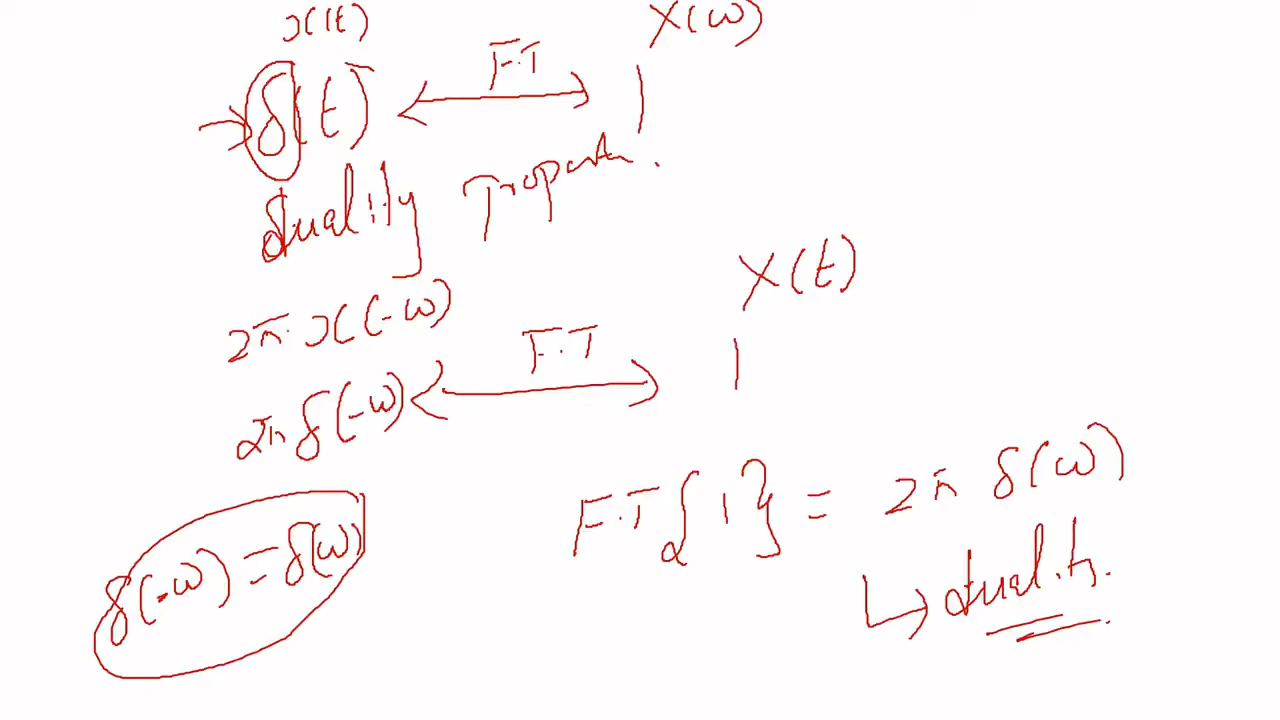 x(t) X(ω)
δ(t) F.T 1
duality Property.
X(t)
2π x(-ω)
2π δ(-ω) F.T 1
F.T{1} = 2π δ(ω)
δ(-ω) = δ(ω)
duality.